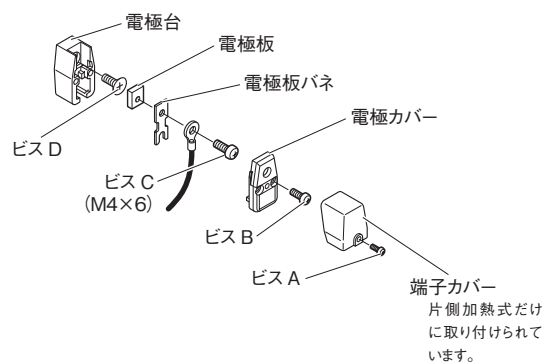 電極台
電極板
電極板バネ
電極カバー
ビス D
ビス C
(M4×6)
ビス B
ビス A
端子カバー
片側加熱式だけ
に取り付けられて
います。